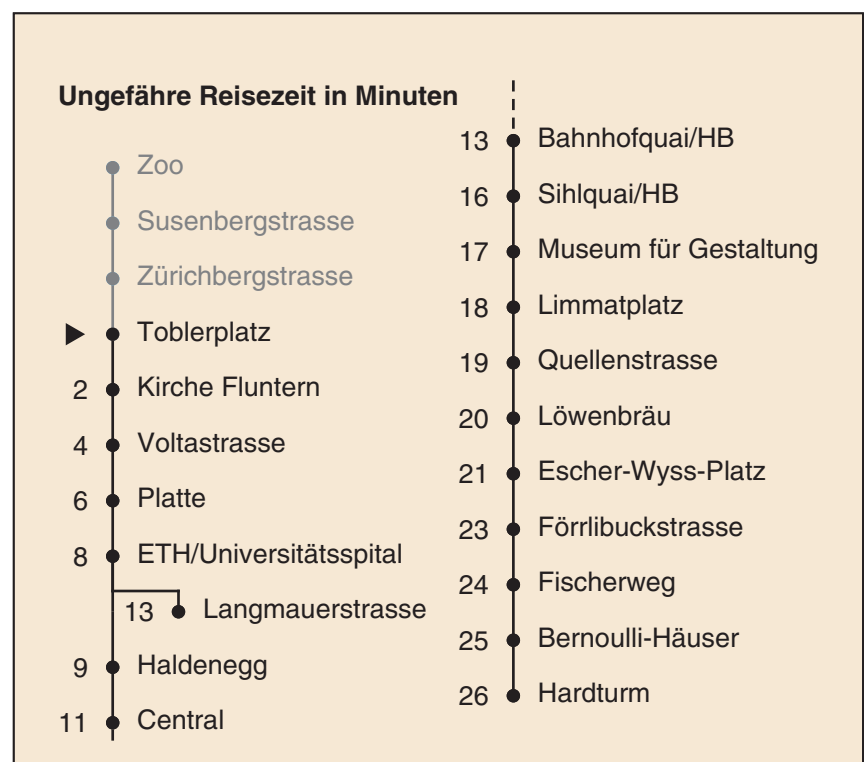 Ungefähre Reisezeit in Minuten
Zoo
Susenbergstrasse
Zürichbergstrasse
Toblerplatz
2 Kirche Fluntern
4 Voltastrasse
6 Platte
8 ETH/Universitätsspital
13 Langmauerstrasse
9 Haldenegg
11 Central
13 Bahnhofquai/HB
16 Sihlquai/HB
17 Museum für Gestaltung
18 Limmatplatz
19 Quellenstrasse
20 Löwenbräu
21 Escher-Wyss-Platz
23 Förrlibuckstrasse
24 Fischerweg
25 Bernoulli-Häuser
26 Hardturm